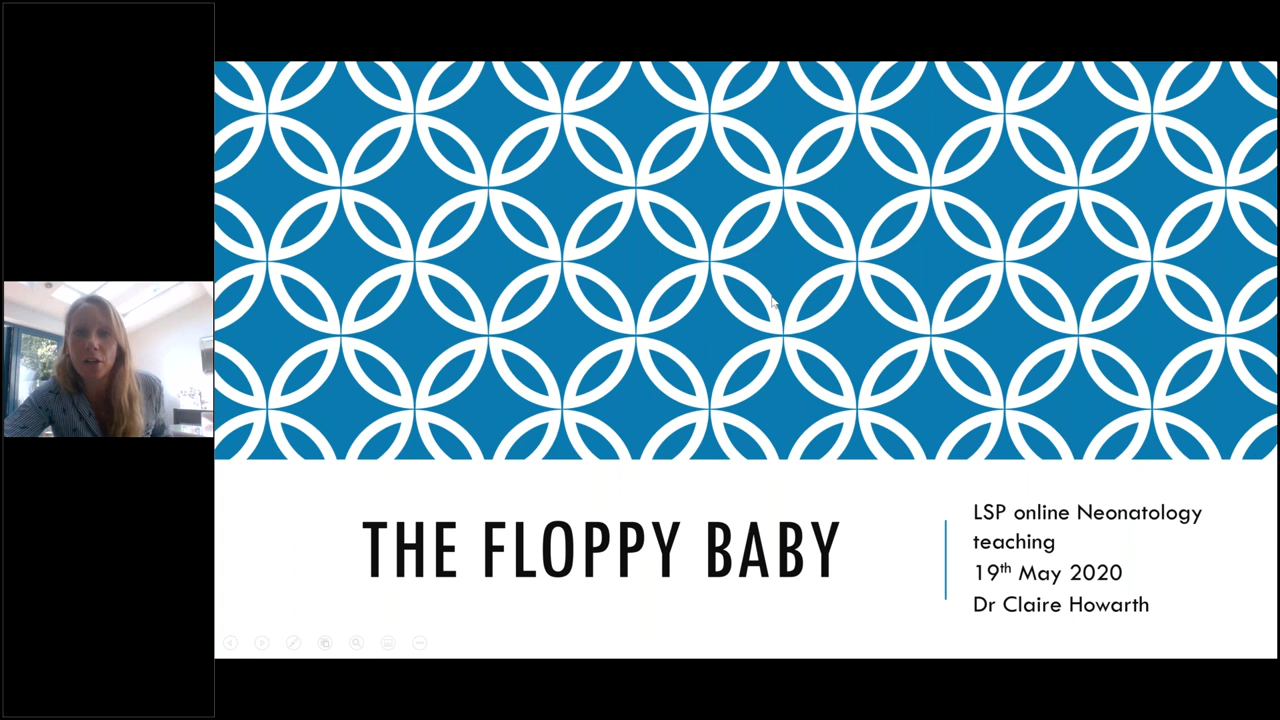 THE FLOPPY BABY
LSP online Neonatology
teaching
19th May 2020
Dr Claire Howarth